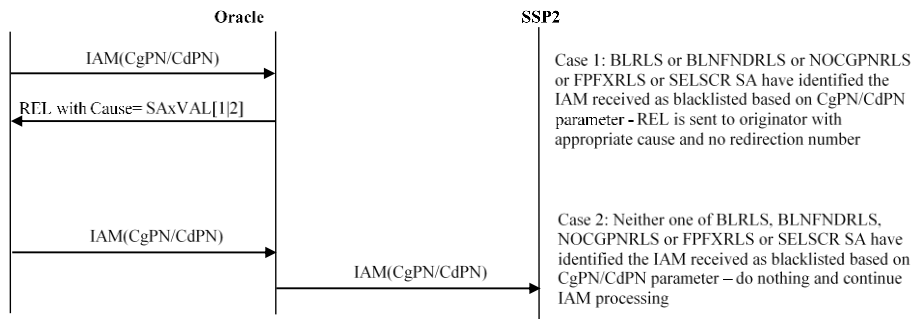 Oracle
SSP2
IAM(CgPN/CdPN)
Case 1: BLRLS or BLNFNDRLS or NOCGPNRLS
or FPFXRLS or SELSCR SA have identified the
IAM received as blacklisted based on CgPN/CdPN
parameter - REL is sent to originator with
appropriate cause and no redirection number
REL with Cause= SAxVAL[1|2]
IAM(CgPN/CdPN)
IAM(CgPN/CdPN)
Case 2: Neither one of BLRLS, BLNFNDRLS,
NOCGPNRLS or FPFXRLS or SELSCR SA have
identified the IAM received as blacklisted based on
CgPN/CdPN parameter – do nothing and continue
IAM processing